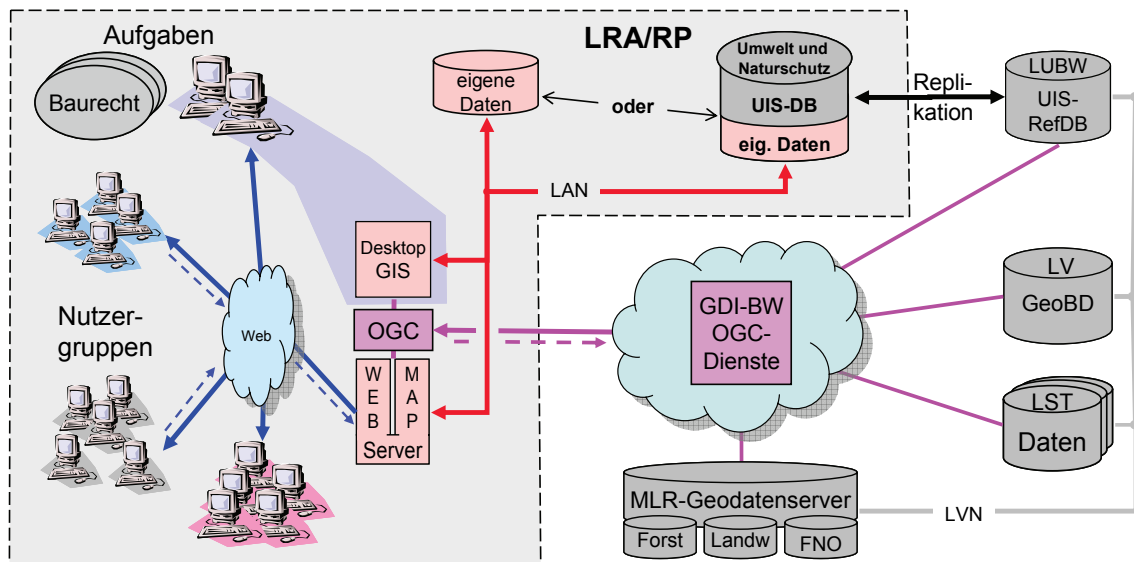 Aufgaben
Baurecht
LRA/RP
eigene
Daten
oder
Umwelt und
Naturschutz
UIS-DB
eig. Daten
Repli-
kation
LUBW
UIS-
RefDB
LAN
Desktop
GIS
OGC
WEB
MAP
Server
Web
Nutzer-
gruppen
GDI-BW
OGC-
Dienste
LV
GeoBD
LST
Daten
MLR-Geodatenserver
Forst
Landw
FNO
LVN